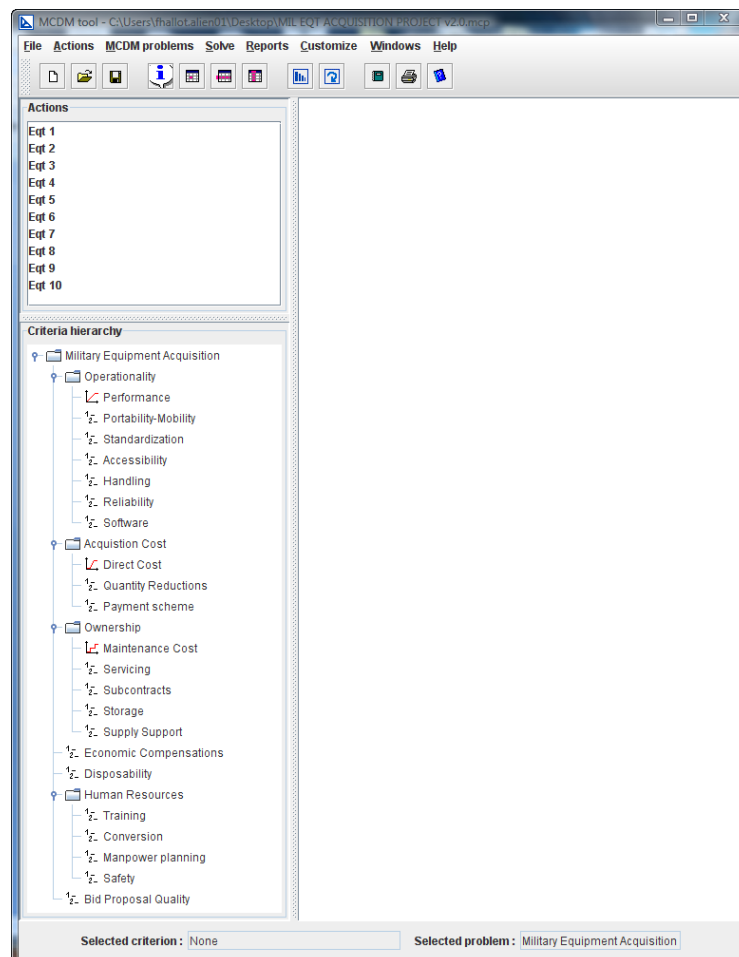 MCDM tool - C:\Users\fhallot.alien01\Desktop\MIL EQT ACQUISITION PROJECT v2.0.mcp
File Actions MCDM problems Solve Reports Customize Windows Help
Actions
Eqt 1
Eqt 2
Eqt 3
Eqt 4
Eqt 5
Eqt 6
Eqt 7
Eqt 8
Eqt 9
Eqt 10
Criteria hierarchy
Military Equipment Acquisition
Operationality
Performance
Portability-Mobility
Standardization
Accessibility
Handling
Reliability
Software
Acquistion Cost
Direct Cost
Quantity Reductions
Payment scheme
Ownership
Maintenance Cost
Servicing
Subcontracts
Storage
Supply Support
Economic Compensations
Disposability
Human Resources
Training
Conversion
Manpower planning
Safety
Bid Proposal Quality
Selected criterion : None Selected problem : Military Equipment Acquisition